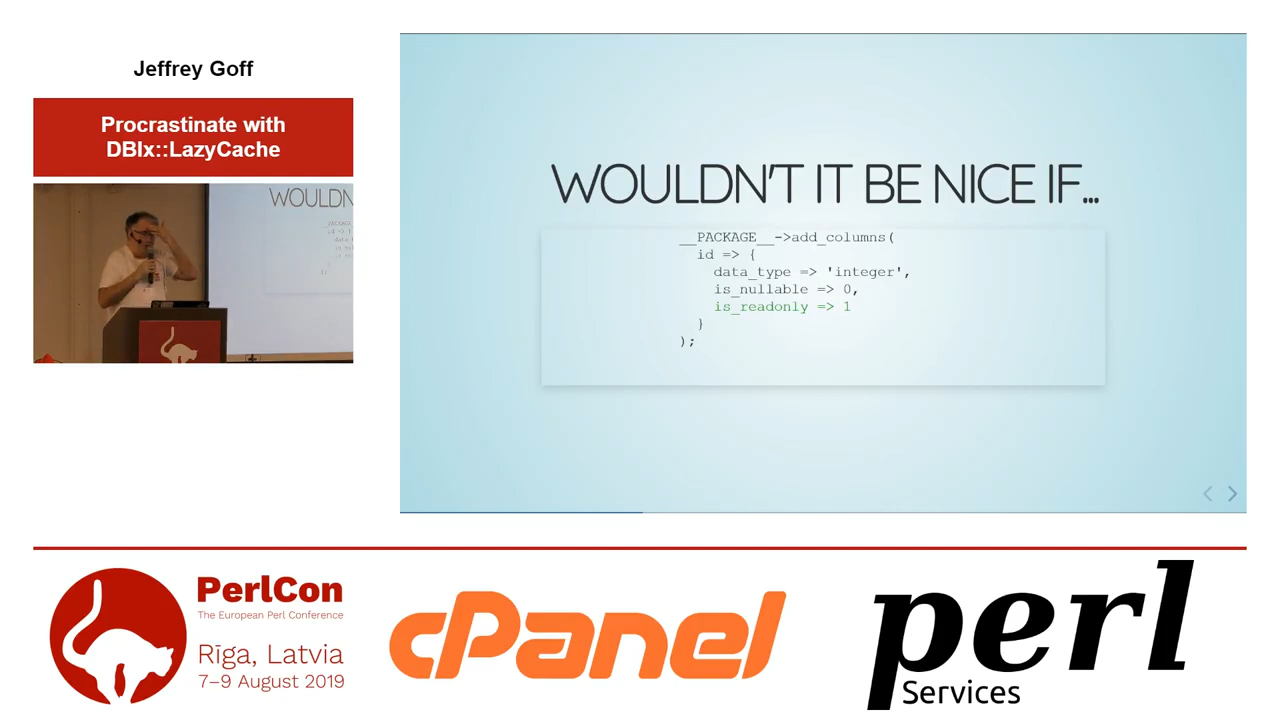 Jeffrey Goff
Procrastinate with
DBIx::LazyCache
WOULDN
WOULDN'T IT BE NICE IF...
__PACKAGE__->add_columns(
id => {
data_type => 'integer',
is_nullable => 0,
is_readonly => 1
}
);
PerlCon
The European Perl Conference
Rīga, Latvia
7–9 August 2019
cPanel
perl
Services